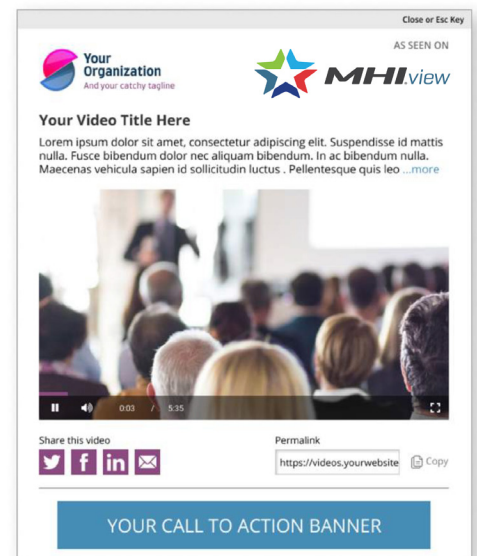 Close or Esc Key
Your
Organization
And your catchy tagline
AS SEEN ON
MHI.view
Your Video Title Here
Lorem ipsum dolor sit amet, consectetur adipiscing elit. Suspendisse id mattis
nulla. Fusce bibendum dolor nec aliquam bibendum. In ac bibendum nulla.
Maecenas vehicula sapien id sollicitudin luctus . Pellentesque quis leo ...more
0:03 / 5:35
Share this video
Permalink
https://videos.yourwebsite
Copy
YOUR CALL TO ACTION BANNER